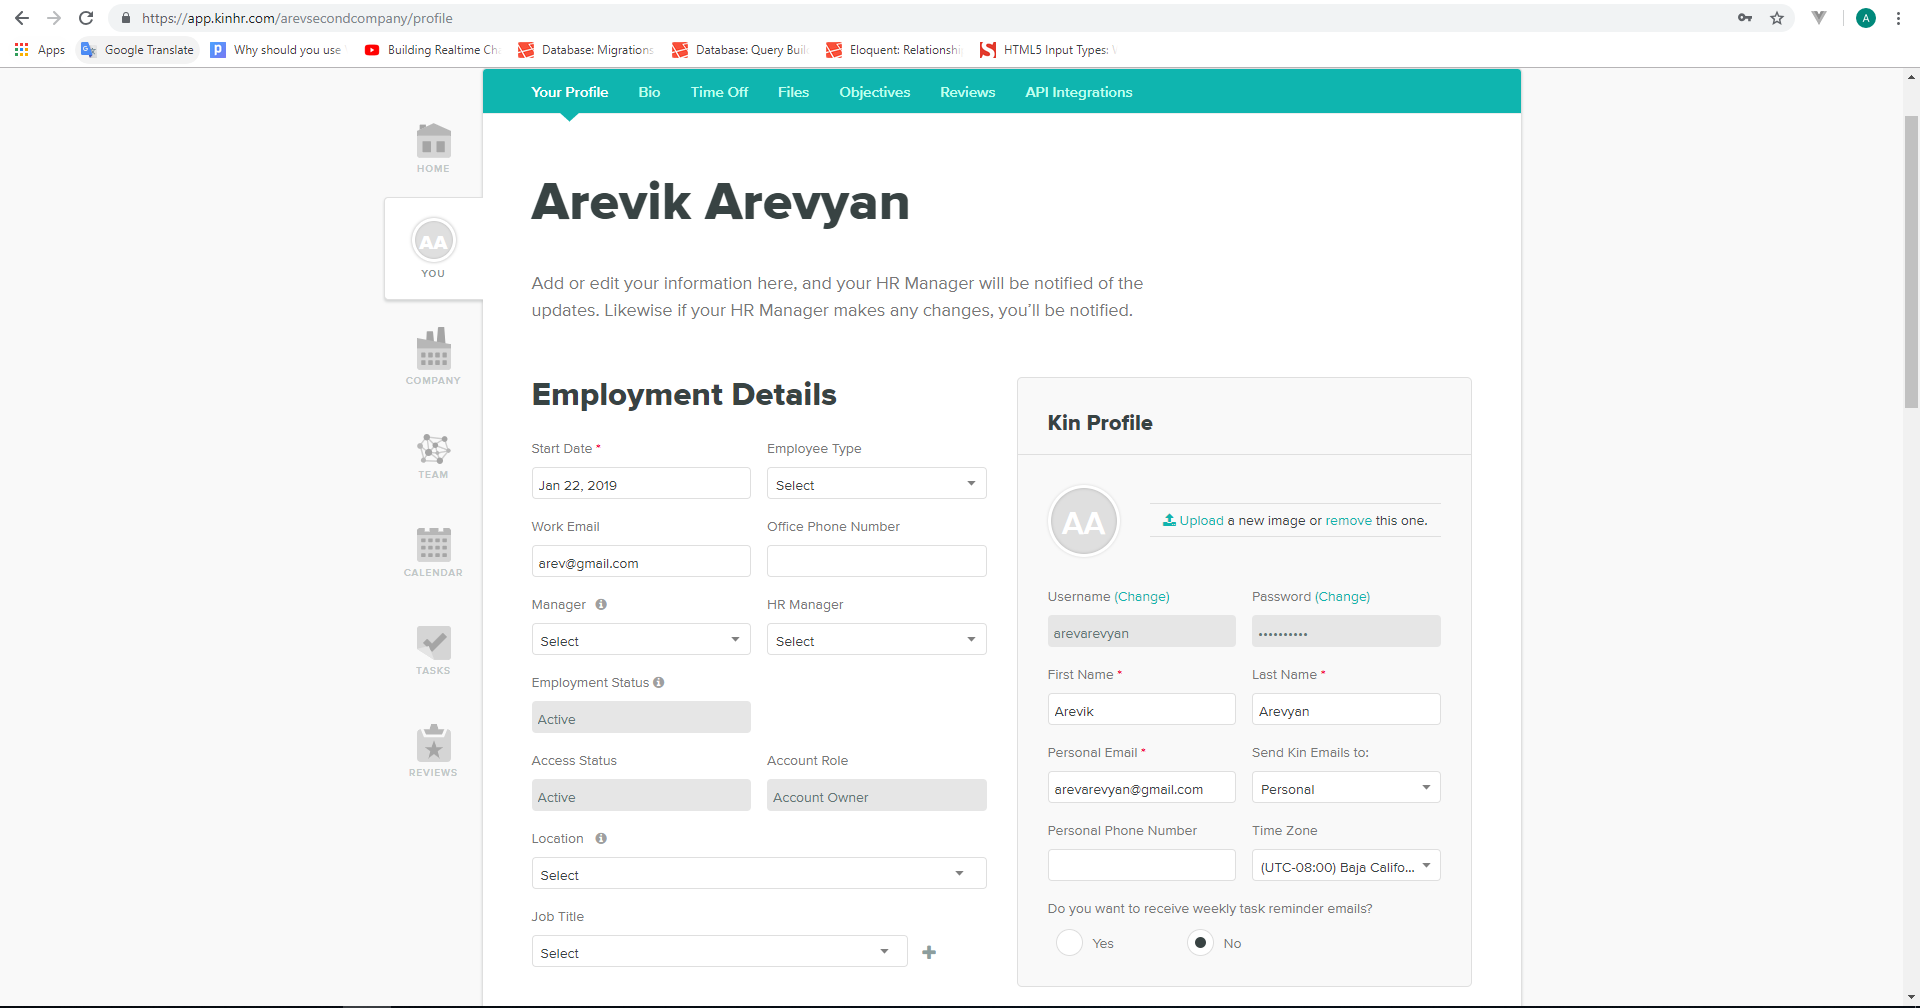 https://app.kinhr.com/arevsecondcompany/profile
A
Apps
Google Translate
Why should you use
Building Realtime Ch
Database: Migrations
Database: Query Buil
Eloquent: Relationshi
HTML5 Input Types:
Your Profile
Bio
Time Off
Files
Objectives
Reviews
API Integrations
HOME
AA
YOU
COMPANY
TEAM
CALENDAR
TASKS
REVIEWS
Arevik Arevyan
Add or edit your information here, and your HR Manager will be notified of the
updates. Likewise if your HR Manager makes any changes, you’ll be notified.
Employment Details
Start Date *
Employee Type
Jan 22, 2019
Select
Work Email
Office Phone Number
arev@gmail.com
Manager
HR Manager
Select
Select
Employment Status
Active
Access Status
Account Role
Active
Account Owner
Location
Select
Job Title
Select
Kin Profile
AA
Upload a new image or remove this one.
Username (Change)
Password (Change)
arevarevyan
••••••••••
First Name *
Last Name *
Arevik
Arevyan
Personal Email *
Send Kin Emails to:
arevarevyan@gmail.com
Personal
Personal Phone Number
Time Zone
(UTC-08:00) Baja Califo...
Do you want to receive weekly task reminder emails?
Yes
No